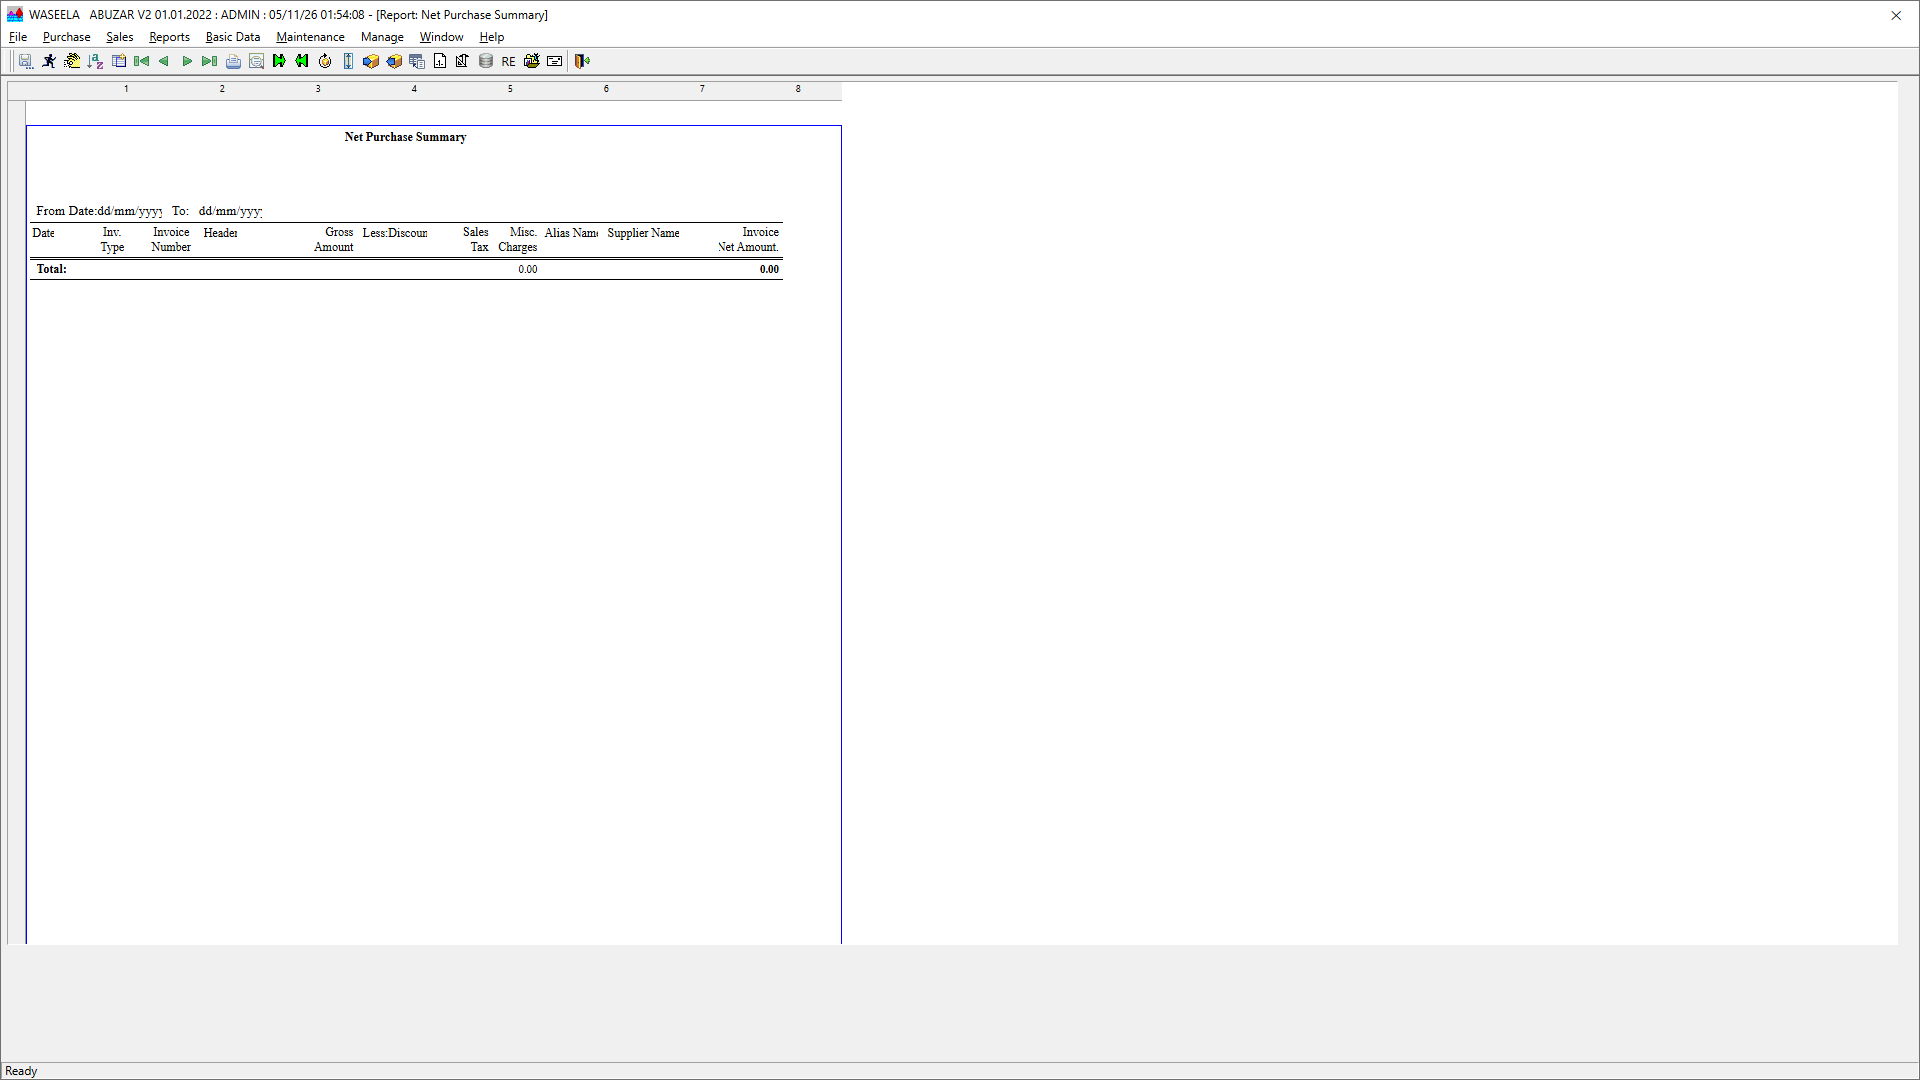 WASEELA   ABUZAR V2 01.01.2022 : ADMIN : 05/11/26 01:54:08 - [Report: Net Purchase Summary]
File Purchase Sales Reports Basic Data Maintenance Manage Window Help
RE
1 2 3 4 5 6 7 8
Net Purchase Summary
From Date:dd/mm/yyyy To: dd/mm/yyyy
Date Inv. Invoice Header Gross Less:Discoun Sales Misc. Alias Name Supplier Name Invoice
Type Number Amount Tax Charges Net Amount.
Total: 0.00 0.00
Ready